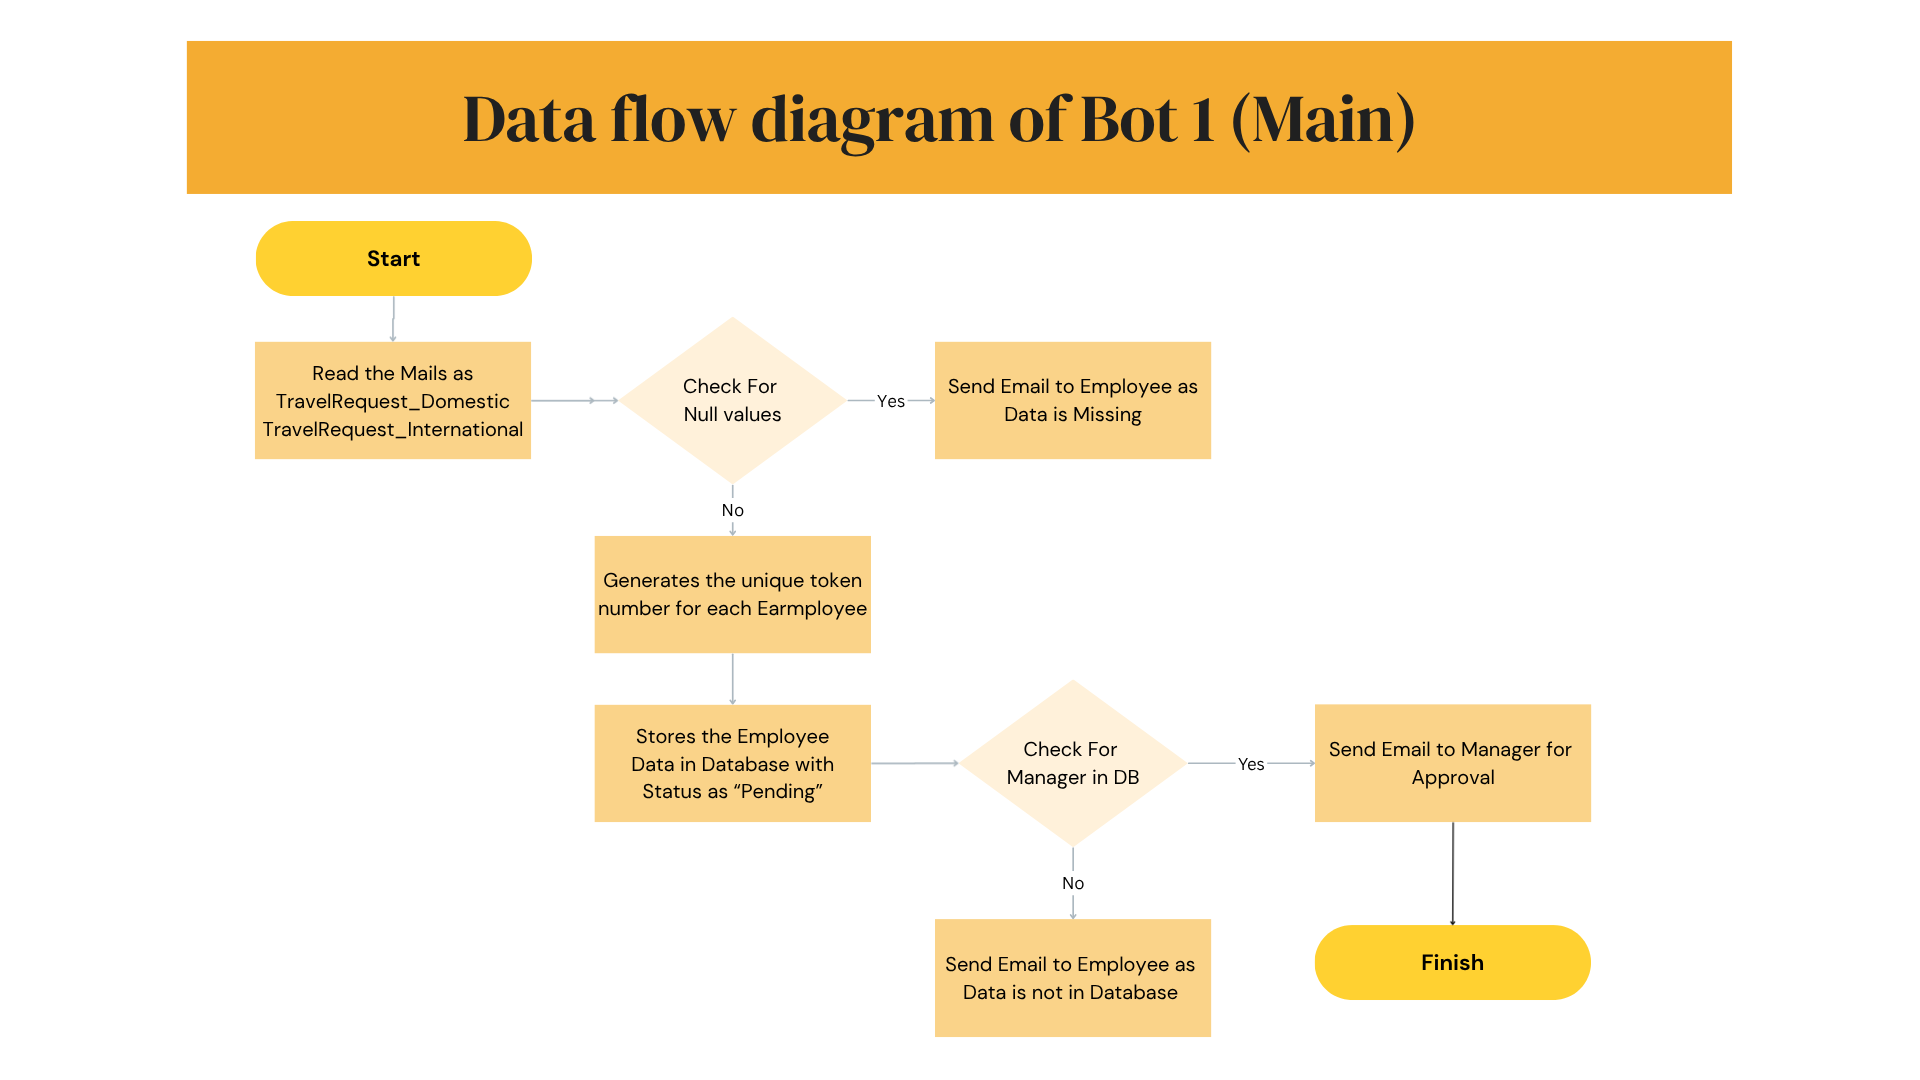 Data flow diagram of Bot 1 (Main)
Start
Read the Mails as
TravelRequest_Domestic
TravelRequest_International
Check For
Null values
Yes
Send Email to Employee as
Data is Missing
No
Generates the unique token
number for each Earmployee
Stores the Employee
Data in Database with
Status as “Pending”
Check For
Manager in DB
Yes
Send Email to Manager for
Approval
No
Send Email to Employee as
Data is not in Database
Finish